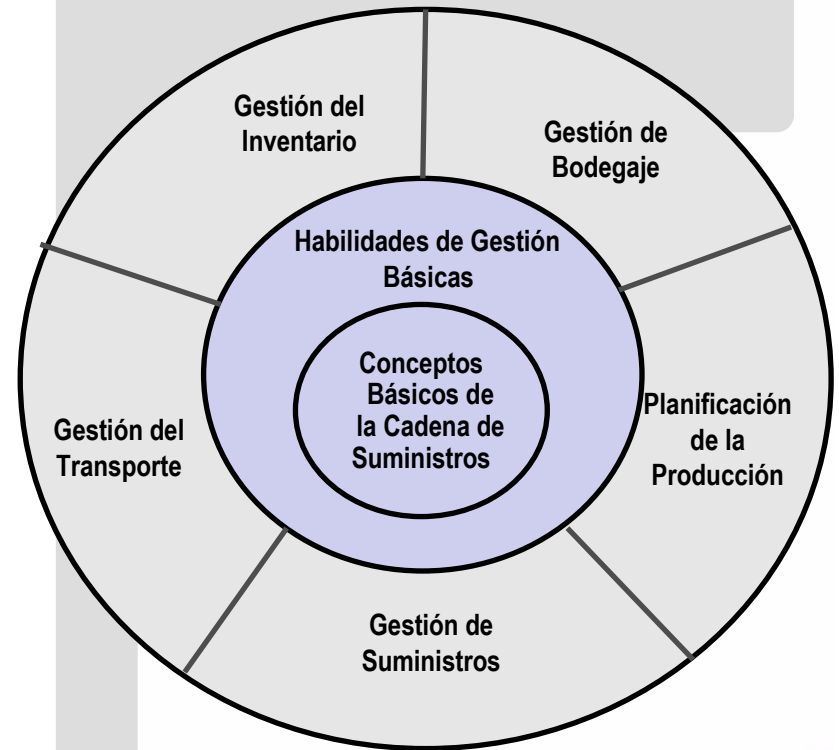 Gestión del
Inventario
Gestión de
Bodegaje
Habilidades de Gestión
Básicas
Conceptos
Básicos de
la Cadena de
Suministros
Planificación
de la
Producción
Gestión del
Transporte
Gestión de
Suministros